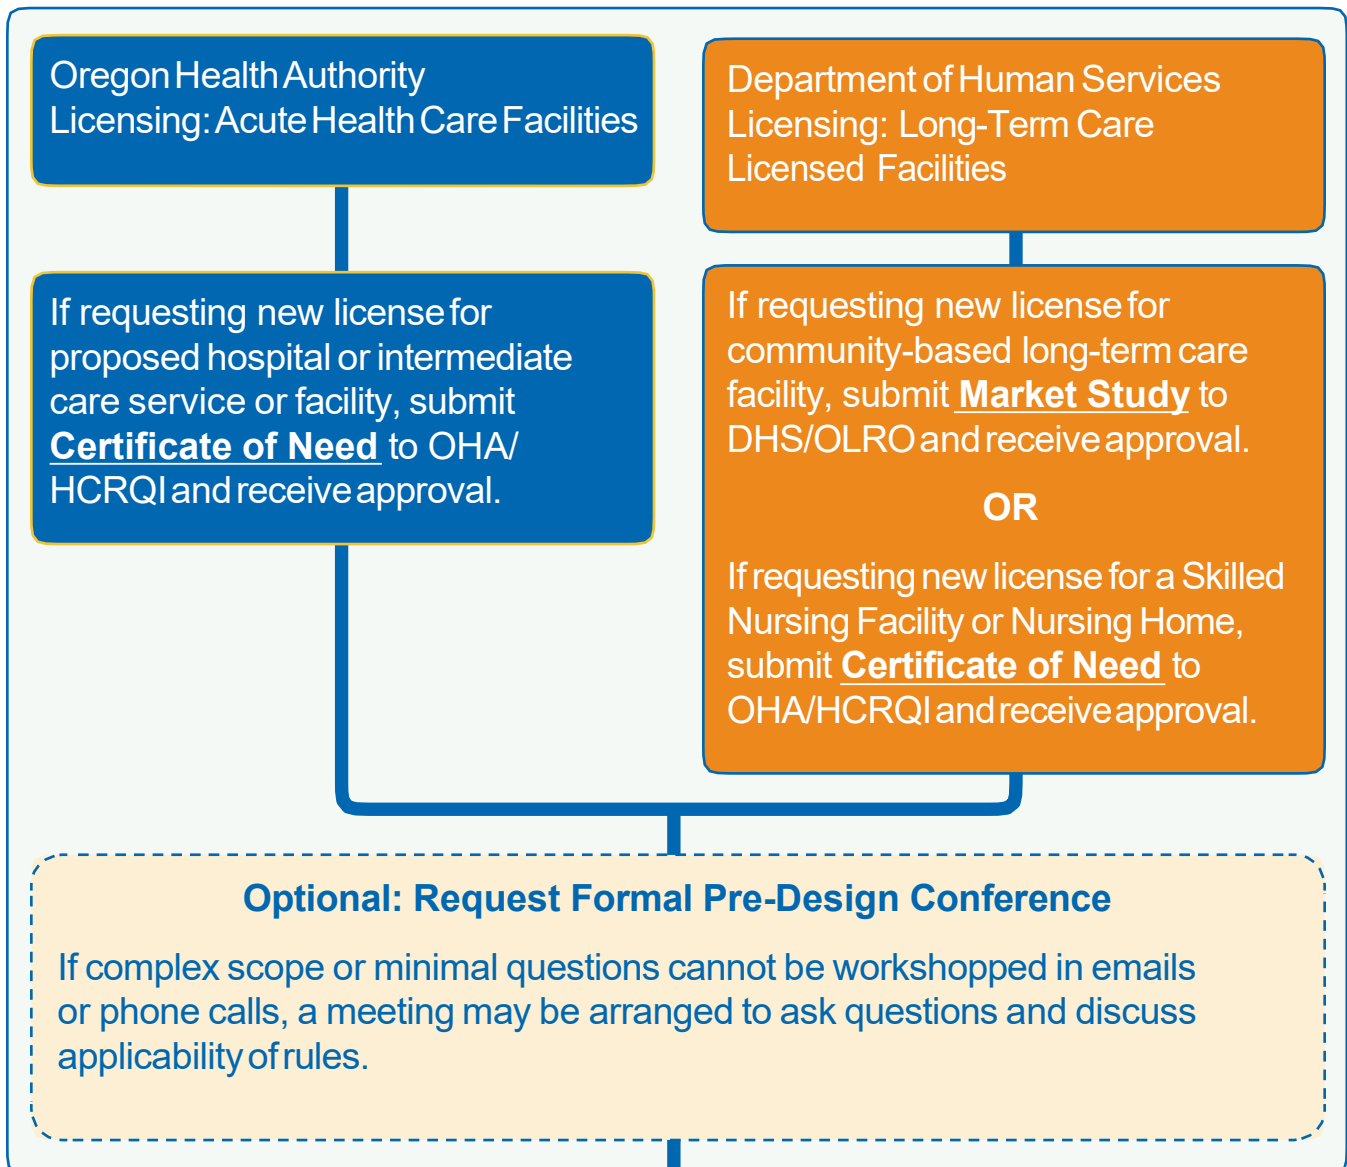 Oregon Health Authority
Licensing: Acute Health Care Facilities
Department of Human Services
Licensing: Long-Term Care
Licensed Facilities
If requesting new license for
proposed hospital or intermediate
care service or facility, submit
Certificate of Need to OHA/
HCRQI and receive approval.
If requesting new license for
community-based long-term care
facility, submit Market Study to
DHS/OLRO and receive approval.
OR
If requesting new license for a Skilled
Nursing Facility or Nursing Home,
submit Certificate of Need to
OHA/HCRQI and receive approval.
Optional: Request Formal Pre-Design Conference
If complex scope or minimal questions cannot be workshopped in emails
or phone calls, a meeting may be arranged to ask questions and discuss
applicability of rules.